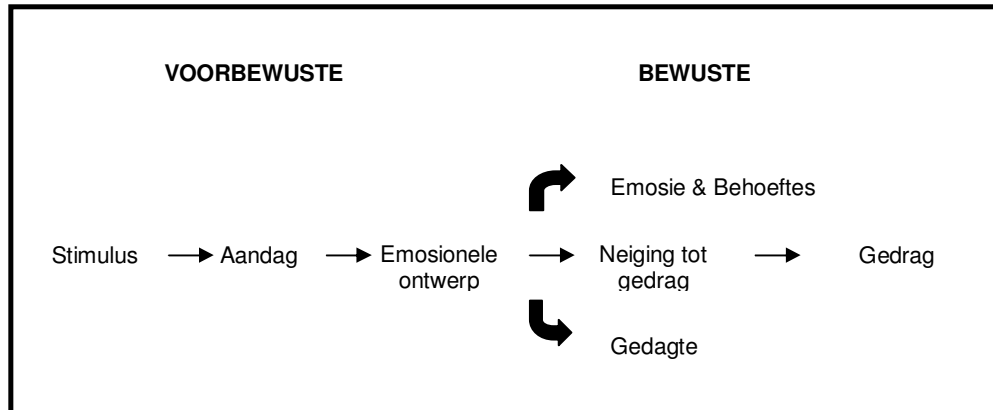 VOORBEWUSTE BEWUSTE
Emosie & Behoeftes
Stimulus Aandag Emosionele Neiging tot Gedrag
ontwerp gedrag
Gedagte